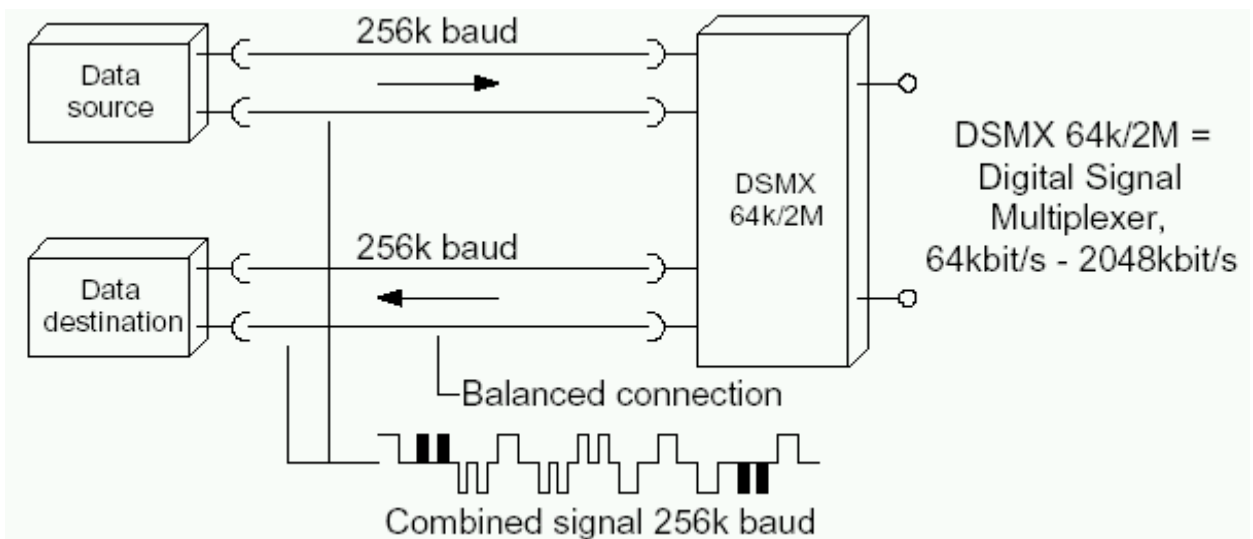 256k baud
Data
source
DSMX
64k/2M
DSMX 64k/2M =
Digital Signal
Multiplexer,
64kbit/s - 2048kbit/s
256k baud
Data
destination
Balanced connection
Combined signal 256k baud